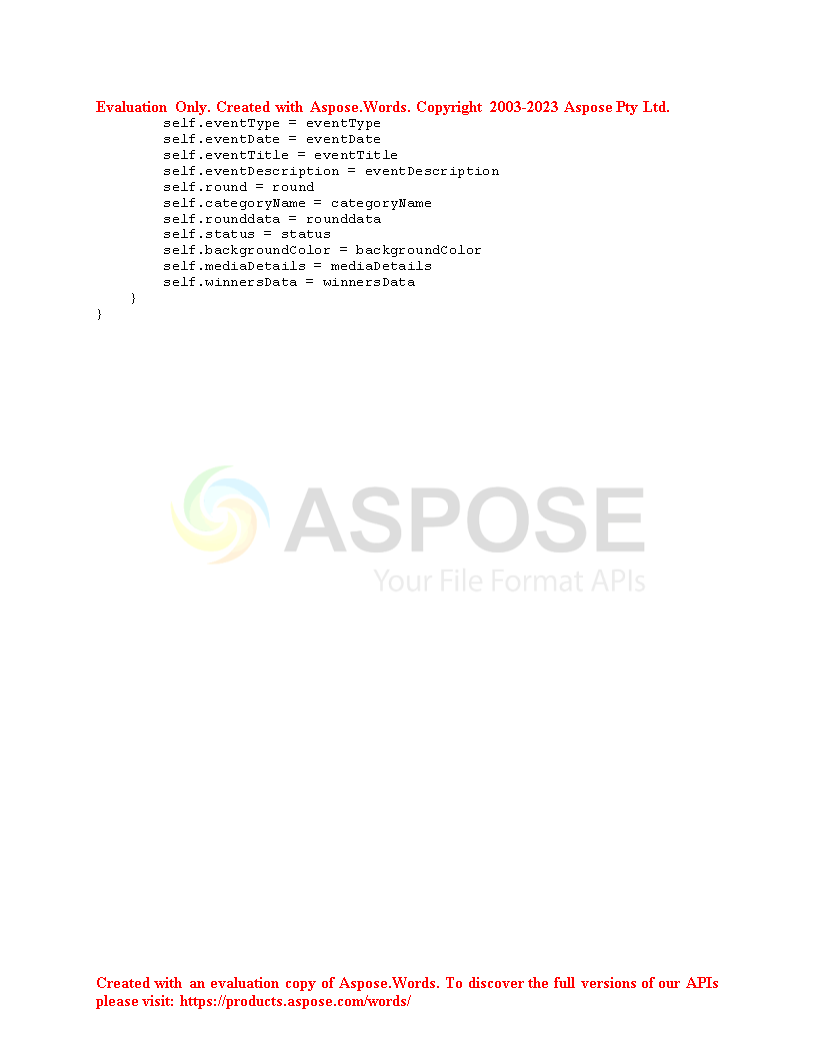 Evaluation Only. Created with Aspose.Words. Copyright 2003-2023 Aspose Pty Ltd.
self.eventType = eventType
self.eventDate = eventDate
self.eventTitle = eventTitle
self.eventDescription = eventDescription
self.round = round
self.categoryName = categoryName
self.rounddata = rounddata
self.status = status
self.backgroundColor = backgroundColor
self.mediaDetails = mediaDetails
self.winnersData = winnersData
}
}
ASPOSE
Your File Format APIs
Created with an evaluation copy of Aspose.Words. To discover the full versions of our APIs
please visit: https://products.aspose.com/words/